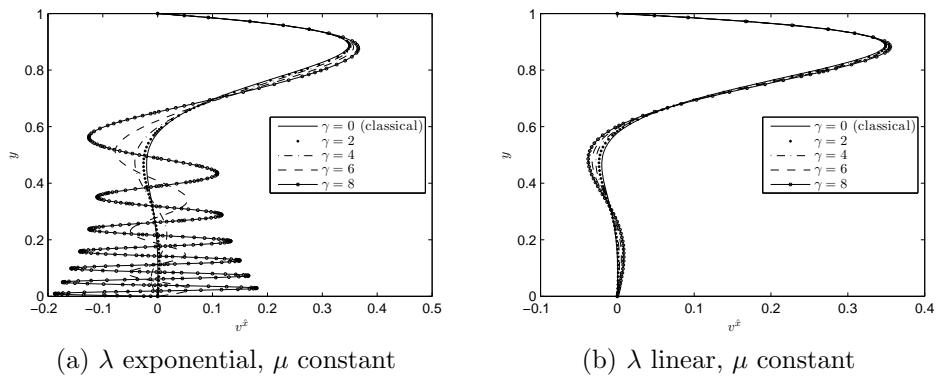 1
0.8
0.6
0.4
0.2
0
y
−0.2
−0.1
0
0.1
0.2
0.3
0.4
0.5
v^x̂
γ = 0 (classical)
γ = 2
γ = 4
γ = 6
γ = 8
(a) λ exponential, μ constant
1
0.8
0.6
0.4
0.2
0
y
−0.1
0
0.1
0.2
0.3
0.4
v^x̂
γ = 0 (classical)
γ = 2
γ = 4
γ = 6
γ = 8
(b) λ linear, μ constant